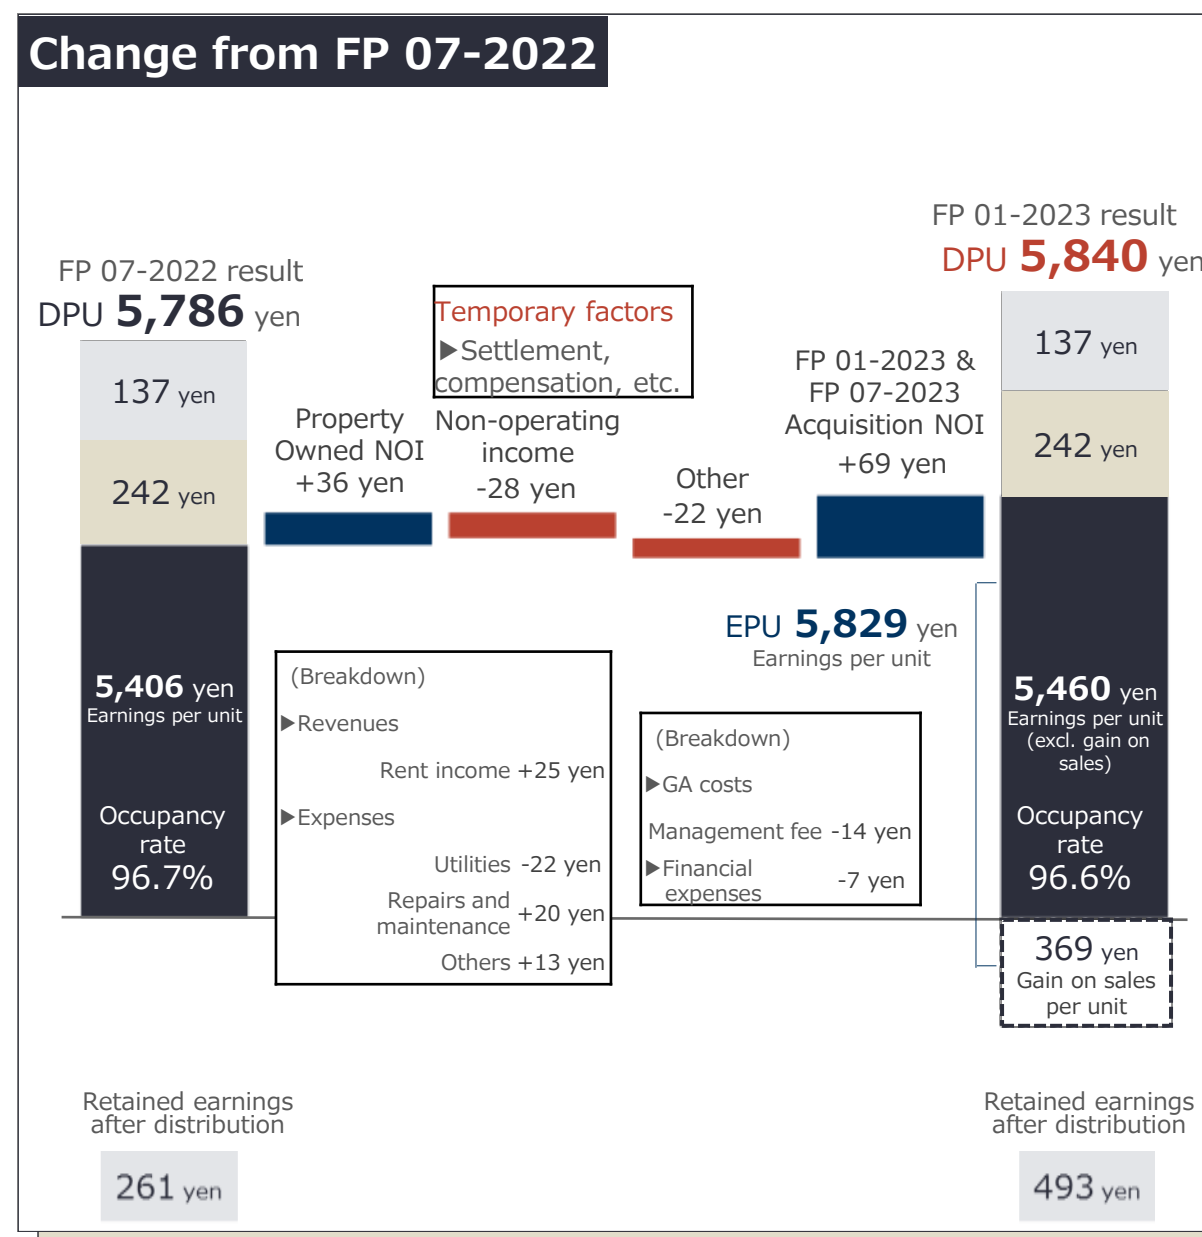 Change from FP 07-2022
FP 07-2022 result
DPU 5,786 yen
137 yen
242 yen
5,406 yen
Earnings per unit
Occupancy
rate
96.7%
Property
Owned NOI
+36 yen
Temporary factors
▶Settlement,
compensation, etc.
Non-operating
income
-28 yen
Other
-22 yen
FP 01-2023 &
FP 07-2023
Acquisition NOI
+69 yen
FP 01-2023 result
DPU 5,840 yen
137 yen
242 yen
EPU 5,829 yen
Earnings per unit
5,460 yen
Earnings per unit
(excl. gain on
sales)
Occupancy
rate
96.6%
369 yen
Gain on sales
per unit
(Breakdown)
▶Revenues
Rent income +25 yen
▶Expenses
Utilities -22 yen
Repairs and
maintenance +20 yen
Others +13 yen
(Breakdown)
▶GA costs
Management fee -14 yen
▶Financial
expenses -7 yen
Retained earnings
after distribution
261 yen
Retained earnings
after distribution
493 yen